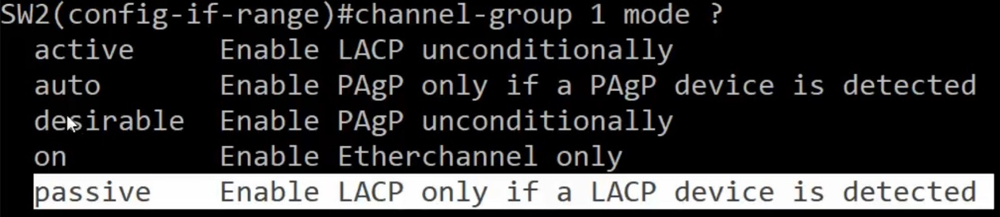 SW2(config-if-range)#channel-group 1 mode ?
active Enable LACP unconditionally
auto Enable PAgP only if a PAgP device is detected
desirable Enable PAgP unconditionally
on Enable Etherchannel only
passive Enable LACP only if a LACP device is detected